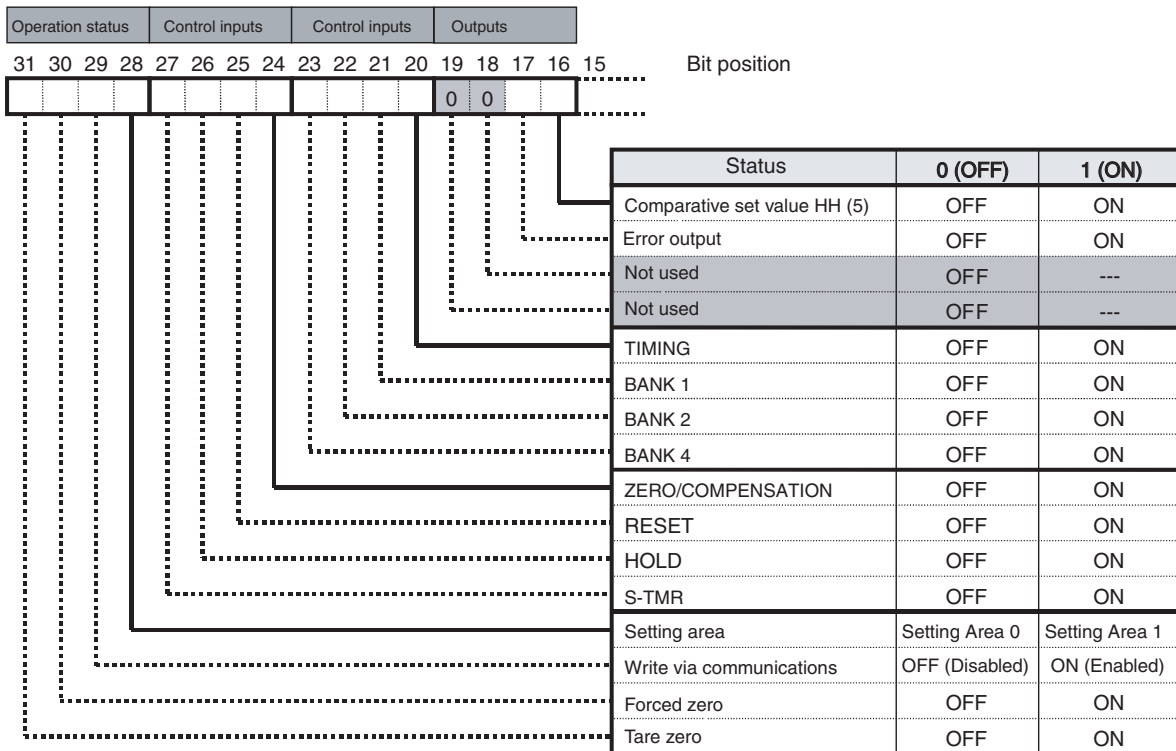 Operation status Control inputs Control inputs Outputs
31 30 29 28 27 26 25 24 23 22 21 20 19 18 17 16 15 Bit position
0 0
Status 0 (OFF) 1 (ON)
Comparative set value HH (5) OFF ON
Error output OFF ON
Not used OFF ---
Not used OFF ---
TIMING OFF ON
BANK 1 OFF ON
BANK 2 OFF ON
BANK 4 OFF ON
ZERO/COMPENSATION OFF ON
RESET OFF ON
HOLD OFF ON
S-TMR OFF ON
Setting area Setting Area 0 Setting Area 1
Write via communications OFF (Disabled) ON (Enabled)
Forced zero OFF ON
Tare zero OFF ON